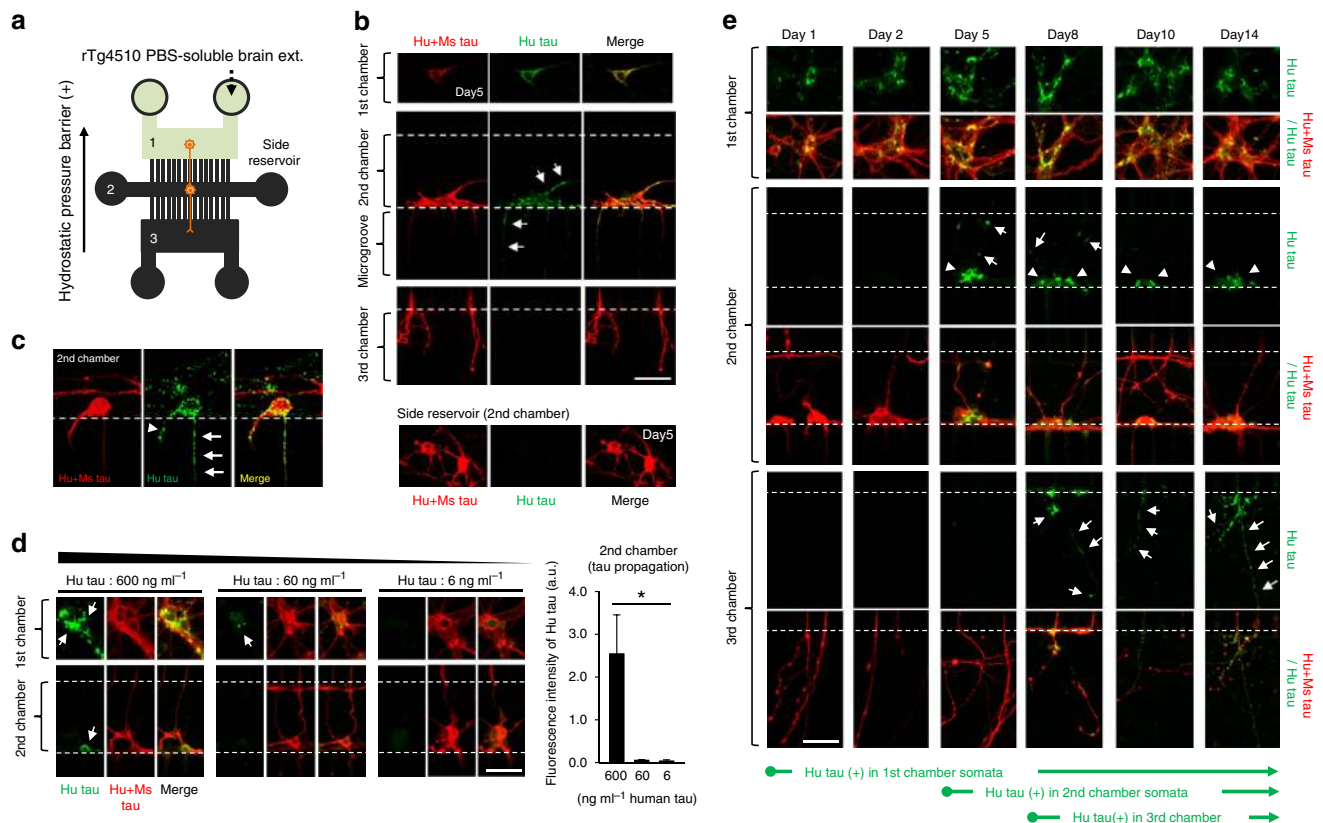 a
rTg4510 PBS-soluble brain ext.
Hydrostatic pressure barrier (+)
1
Side
reservoir
2
3
b
Hu+Ms tau
Hu tau
Merge
1st chamber
Day5
2nd chamber
Microgroove
3rd chamber
Side reservoir (2nd chamber)
Day5
Hu+Ms tau
Hu tau
Merge
c
2nd chamber
Hu+Ms tau
Hu tau
Merge
d
Hu tau : 600 ng ml⁻¹
Hu tau : 60 ng ml⁻¹
Hu tau : 6 ng ml⁻¹
1st chamber
2nd chamber
Hu tau
Hu+Ms
tau
Merge
2nd chamber
(tau propagation)
Fluorescence intensity of Hu tau (a.u.)
4.0
3.0
2.0
1.0
0.0
*
600
60
6
(ng ml⁻¹ human tau)
e
Day 1
Day 2
Day 5
Day8
Day10
Day14
1st chamber
Hu tau
Hu+Ms tau
/ Hu tau
2nd chamber
Hu tau
Hu+Ms tau
/ Hu tau
3rd chamber
Hu tau
Hu+Ms tau
/ Hu tau
Hu tau (+) in 1st chamber somata
Hu tau (+) in 2nd chamber somata
Hu tau(+) in 3rd chamber